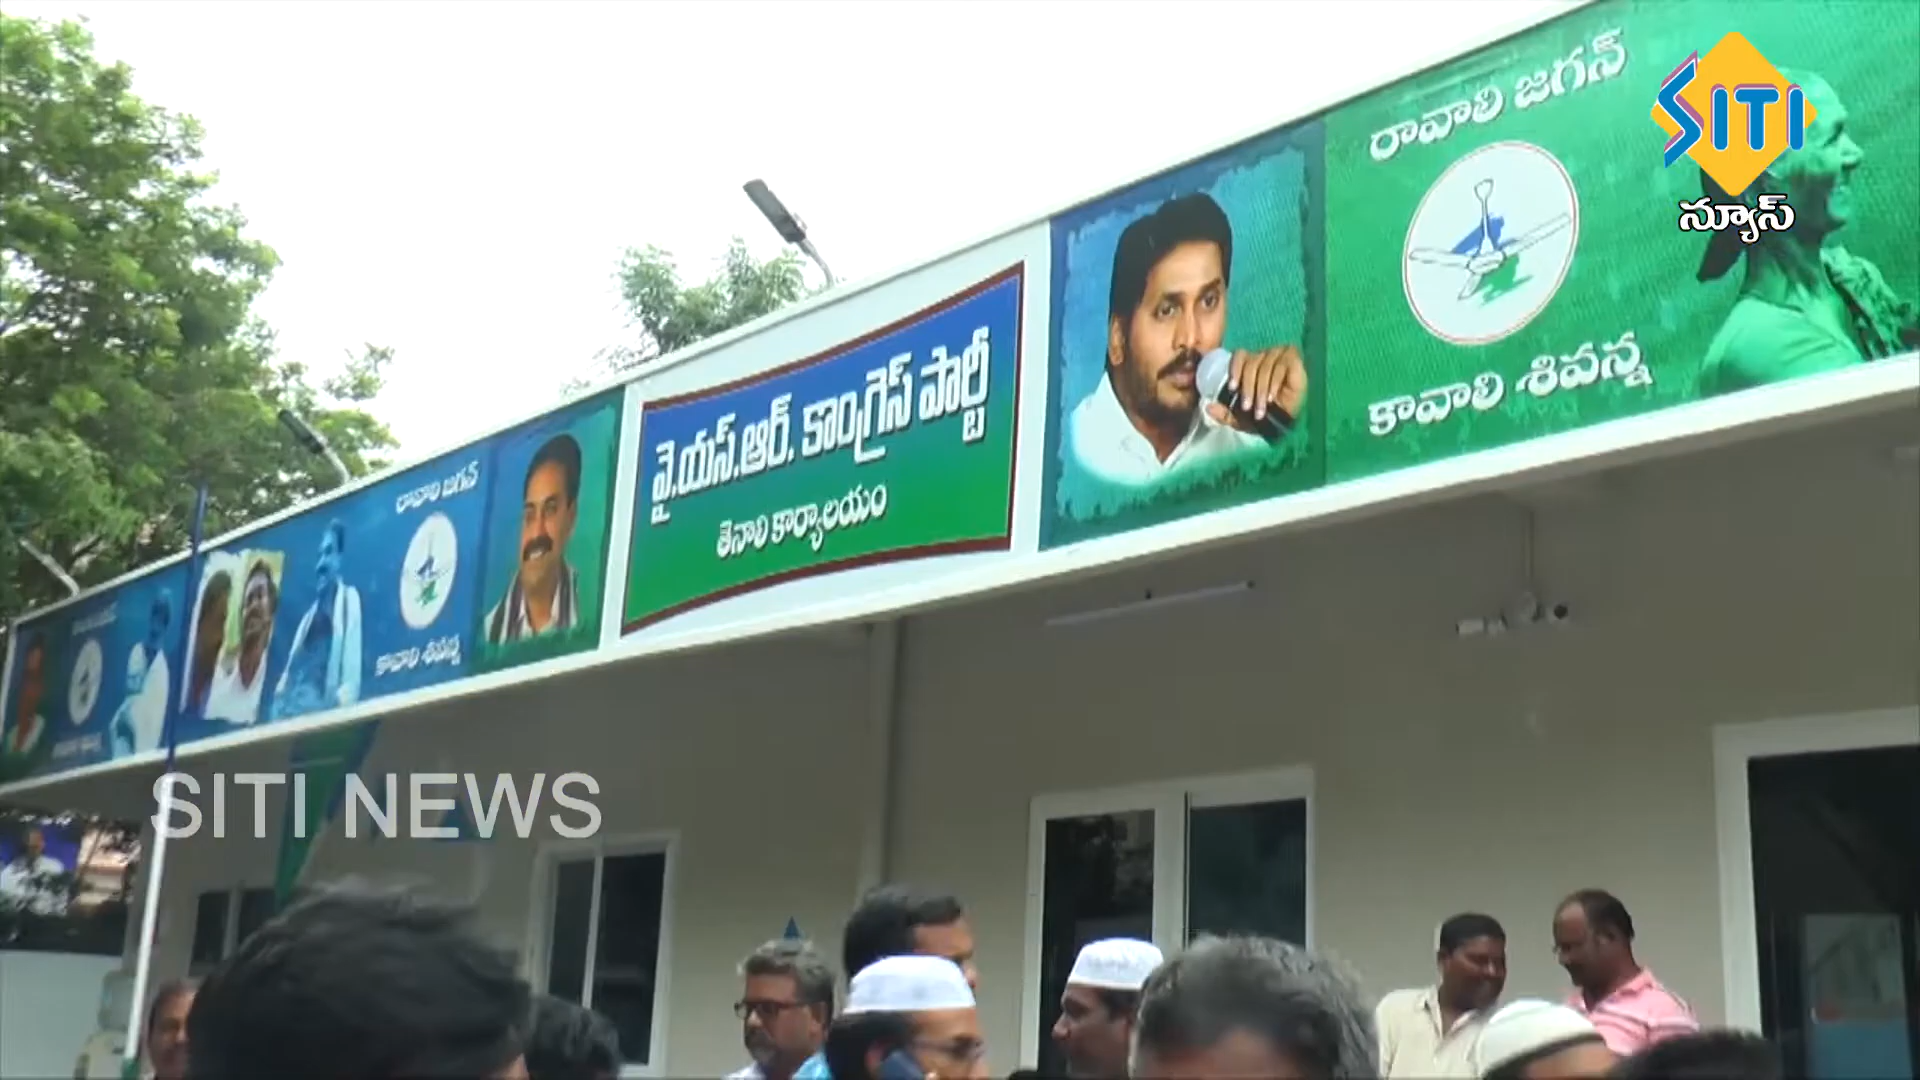 రావాలి జగన్
కావాలి శివన్న
SITI
న్యూస్
వై.యస్.ఆర్. కాంగ్రెస్ పార్టీ
తెనాలి కార్యాలయం
రావాలి జగన్
కావాలి శివన్న
SITI NEWS